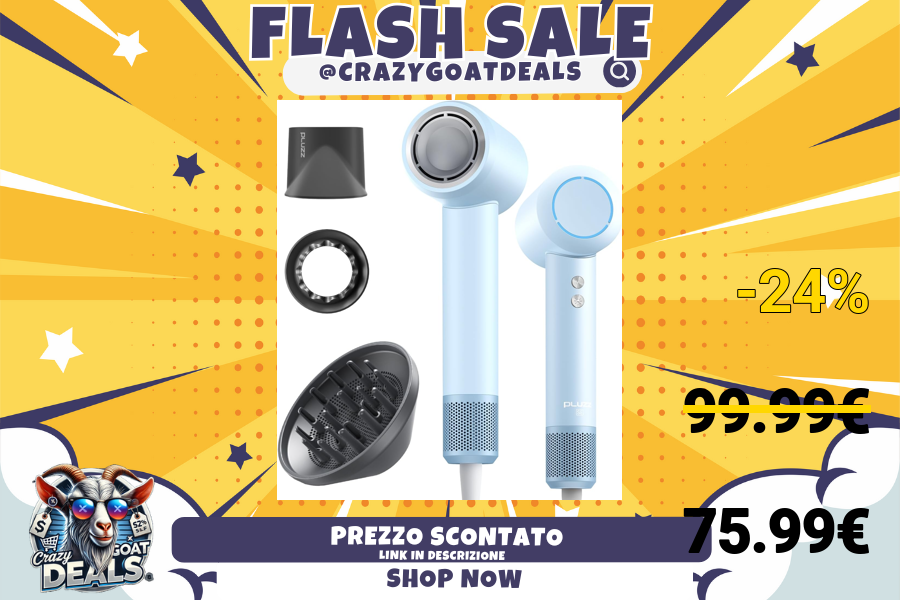 FLASH SALE
@CRAZYGOATDEALS
pluzz
-24%
pluzz
99.99€
75.99€
PREZZO SCONTATO
LINK IN DESCRIZIONE
SHOP NOW
$
52%
Crazy
GOAT
DEALS